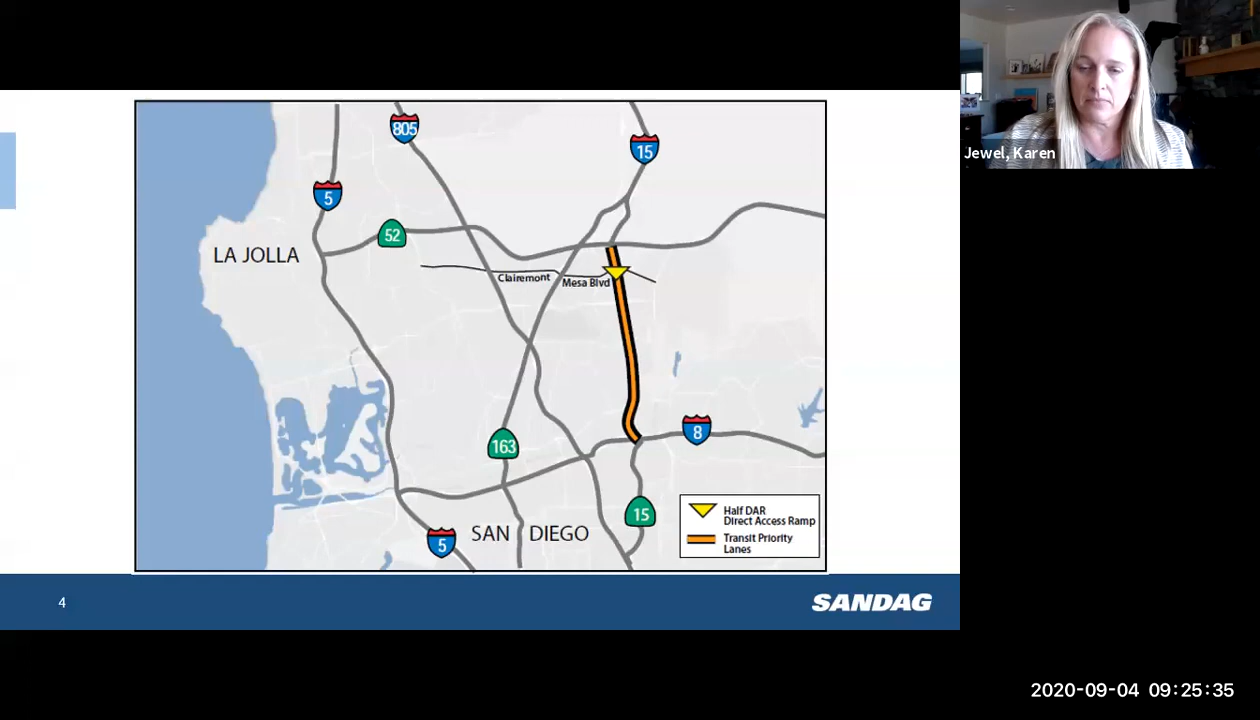 805
15
5
52
LA JOLLA
Clairemont
Mesa Blvd
8
163
15
SAN DIEGO
5
Half DAR
Direct Access Ramp
Transit Priority
Lanes
4
SANDAG
Jewel, Karen
2020-09-04 09:25:35